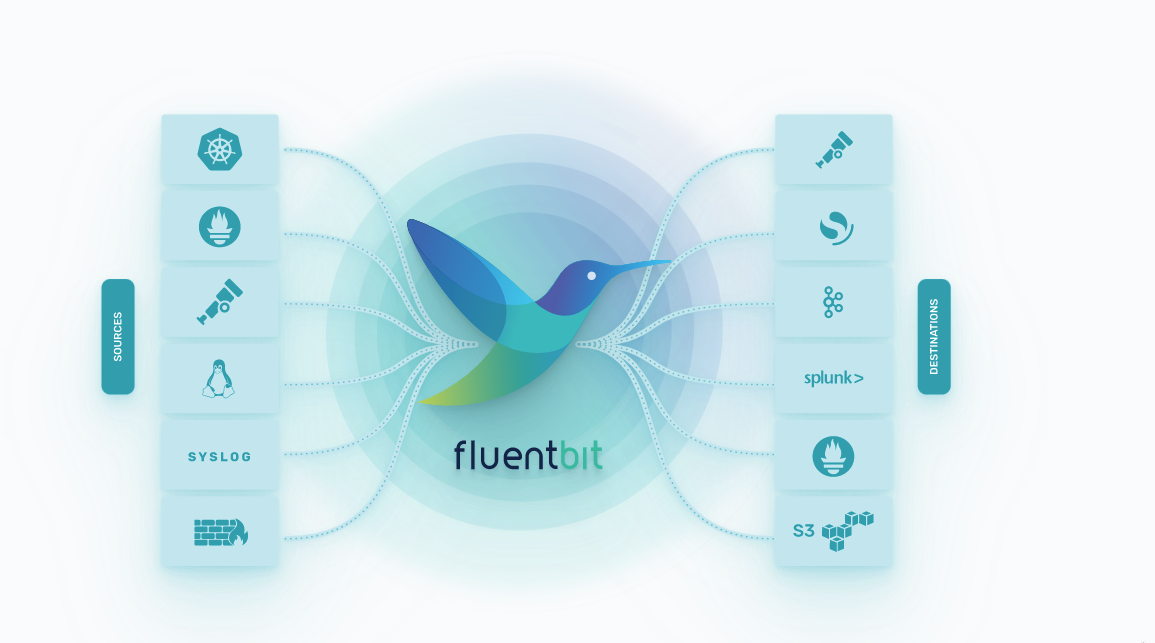 SOURCES
SYSLOG
fluentbit
splunk>
S3
DESTINATIONS